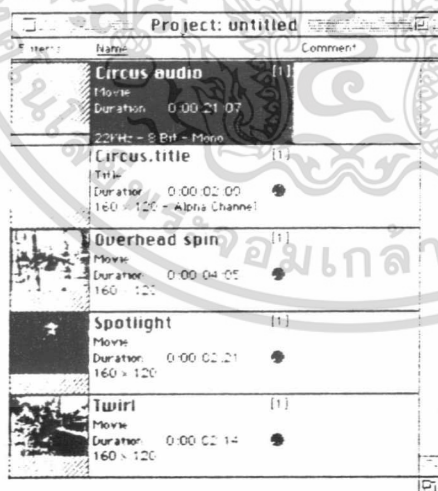 Project: untitled
Name
Comment
Circus audio [1]
Movie
Duration 0:00:21:07
22KHz - 8 Bit - Mono
Circus.title [1]
Title
Duration 0:00:02:00
160 × 120 - Alpha Channel
Overhead spin [1]
Movie
Duration 0:00:04:05
160 × 120
Spotlight [1]
Movie
Duration 0:00:02:21
160 × 120
Twirl [1]
Movie
Duration 0:00:02:14
160 × 120